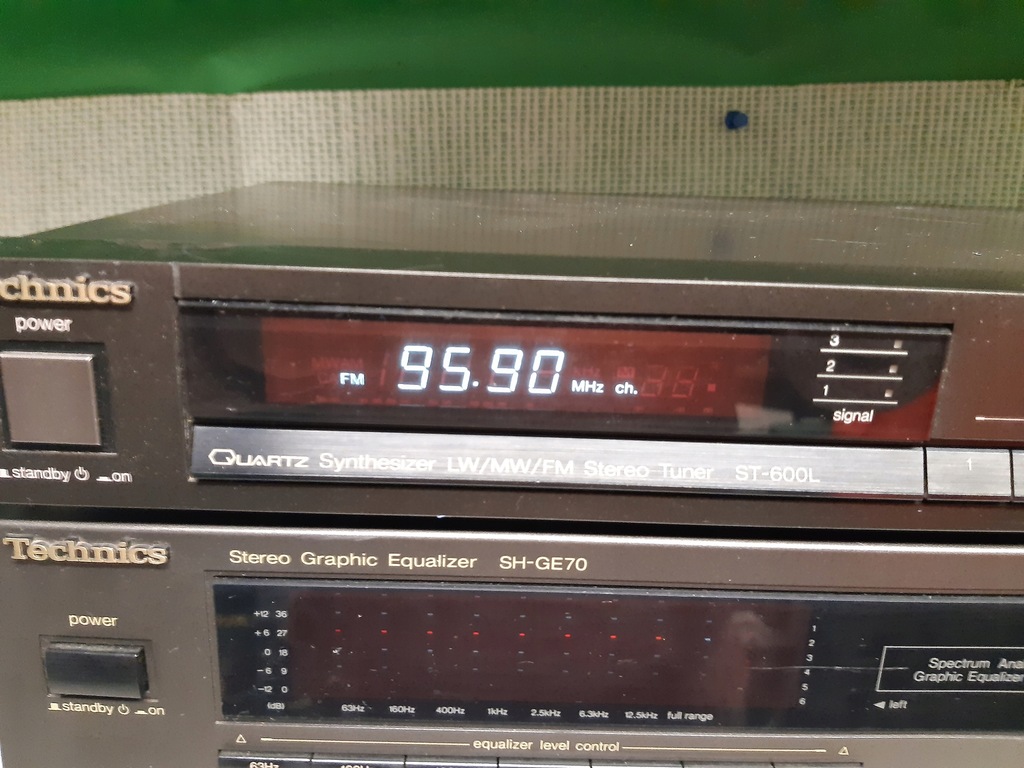 chnics
power
FM 95.90 MHz ch.
3
2
1
signal
standby on
QUARTZ Synthesizer LW/MW/FM Stereo Tuner ST-600L
1
Technics
Stereo Graphic Equalizer SH-GE70
power
+12 36
+6 27
0 18
-6 9
-12 0
(dB)
63Hz 160Hz 400Hz 1kHz 2.5kHz 6.3kHz 12.5kHz full range
1
2
3
4
5
6
Spectrum Ana
Graphic Equalizer
left
standby on
equalizer level control
63Hz